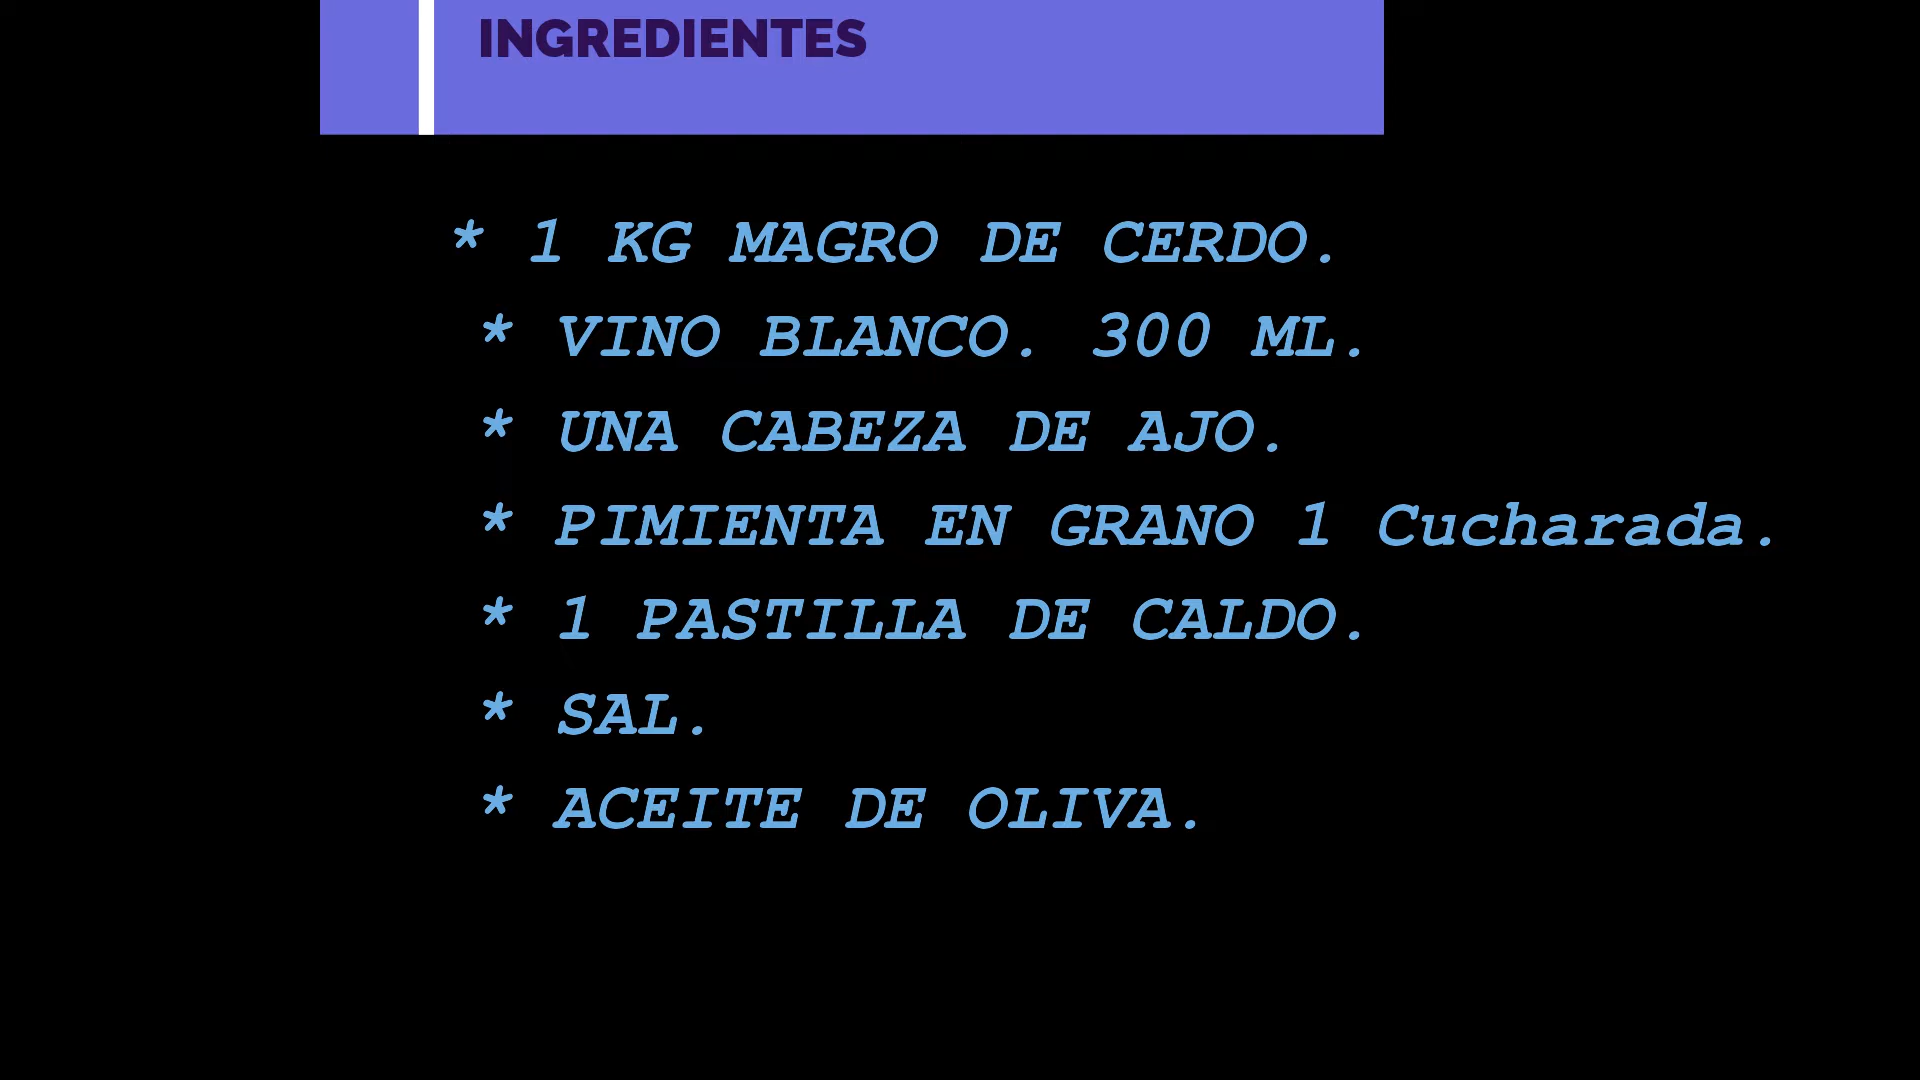 INGREDIENTES
* 1 KG MAGRO DE CERDO.
* VINO BLANCO. 300 ML.
* UNA CABEZA DE AJO.
* PIMIENTA EN GRANO 1 Cucharada.
* 1 PASTILLA DE CALDO.
* SAL.
* ACEITE DE OLIVA.